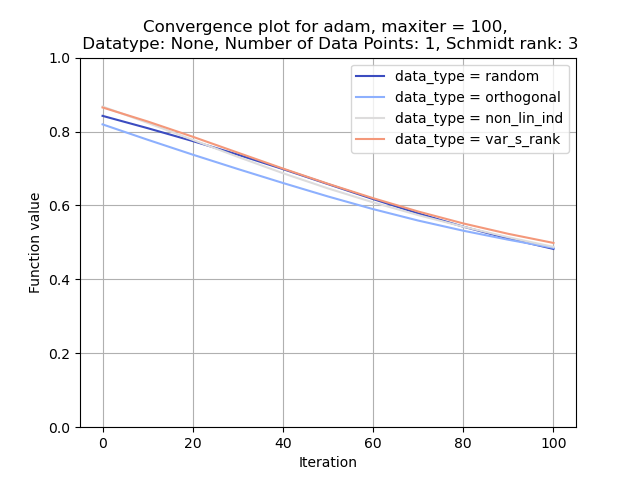 Convergence plot for adam, maxiter = 100,
Datatype: None, Number of Data Points: 1, Schmidt rank: 3
data_type = random
data_type = orthogonal
data_type = non_lin_ind
data_type = var_s_rank
1.0
0.8
0.6
0.4
0.2
0.0
Function value
0 20 40 60 80 100
Iteration